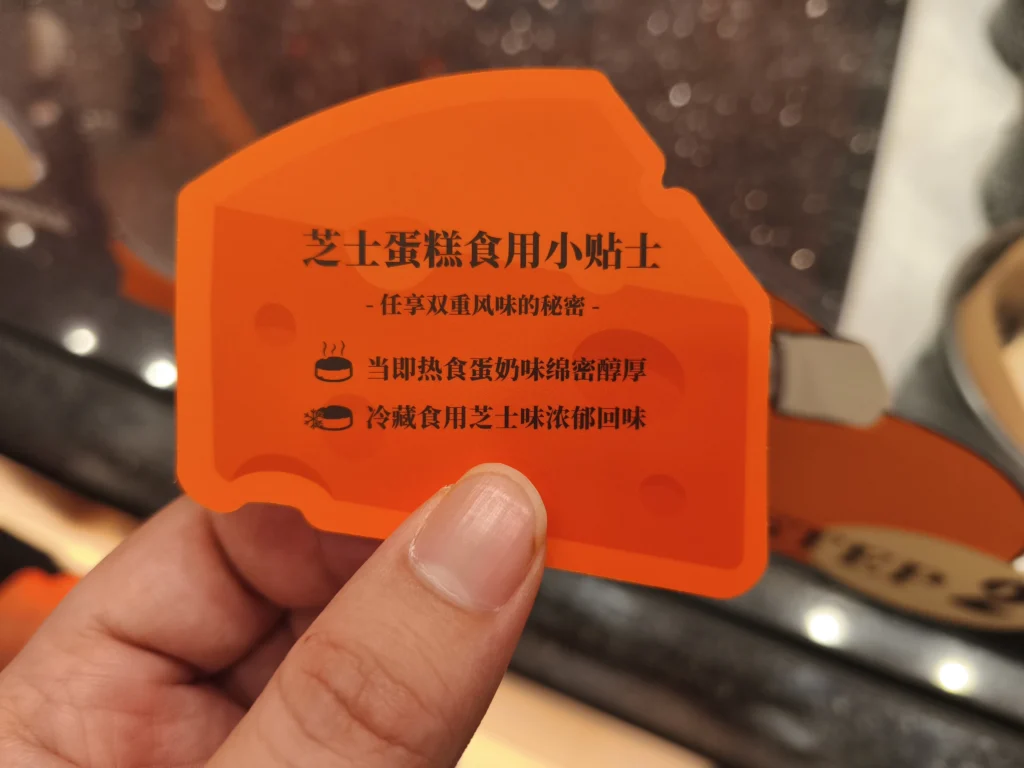 芝士蛋糕食用小贴士
- 任享双重风味的秘密 -
当即热食蛋奶味绵密醇厚
冷藏食用芝士味浓郁回味
STEP 2